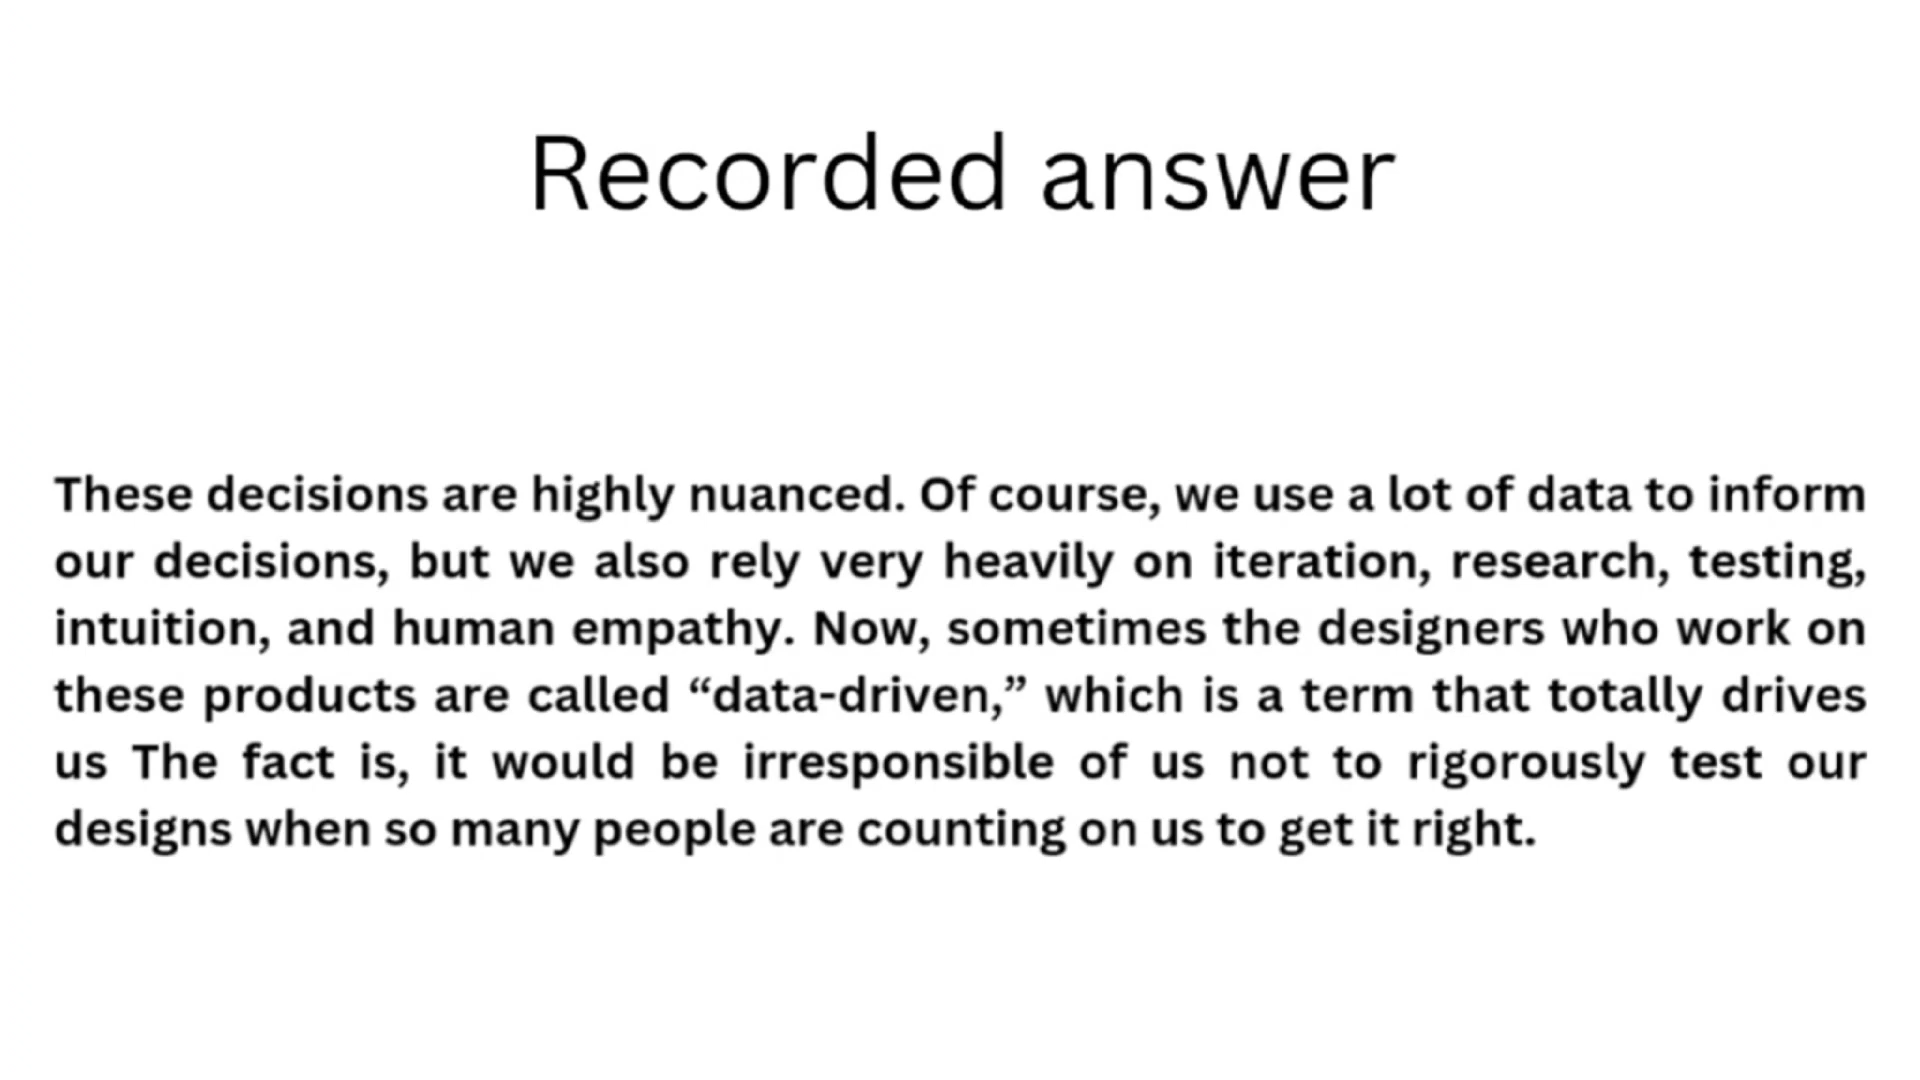 Recorded answer
These decisions are highly nuanced. Of course, we use a lot of data to inform
our decisions, but we also rely very heavily on iteration, research, testing,
intuition, and human empathy. Now, sometimes the designers who work on
these products are called “data-driven,” which is a term that totally drives
us The fact is, it would be irresponsible of us not to rigorously test our
designs when so many people are counting on us to get it right.